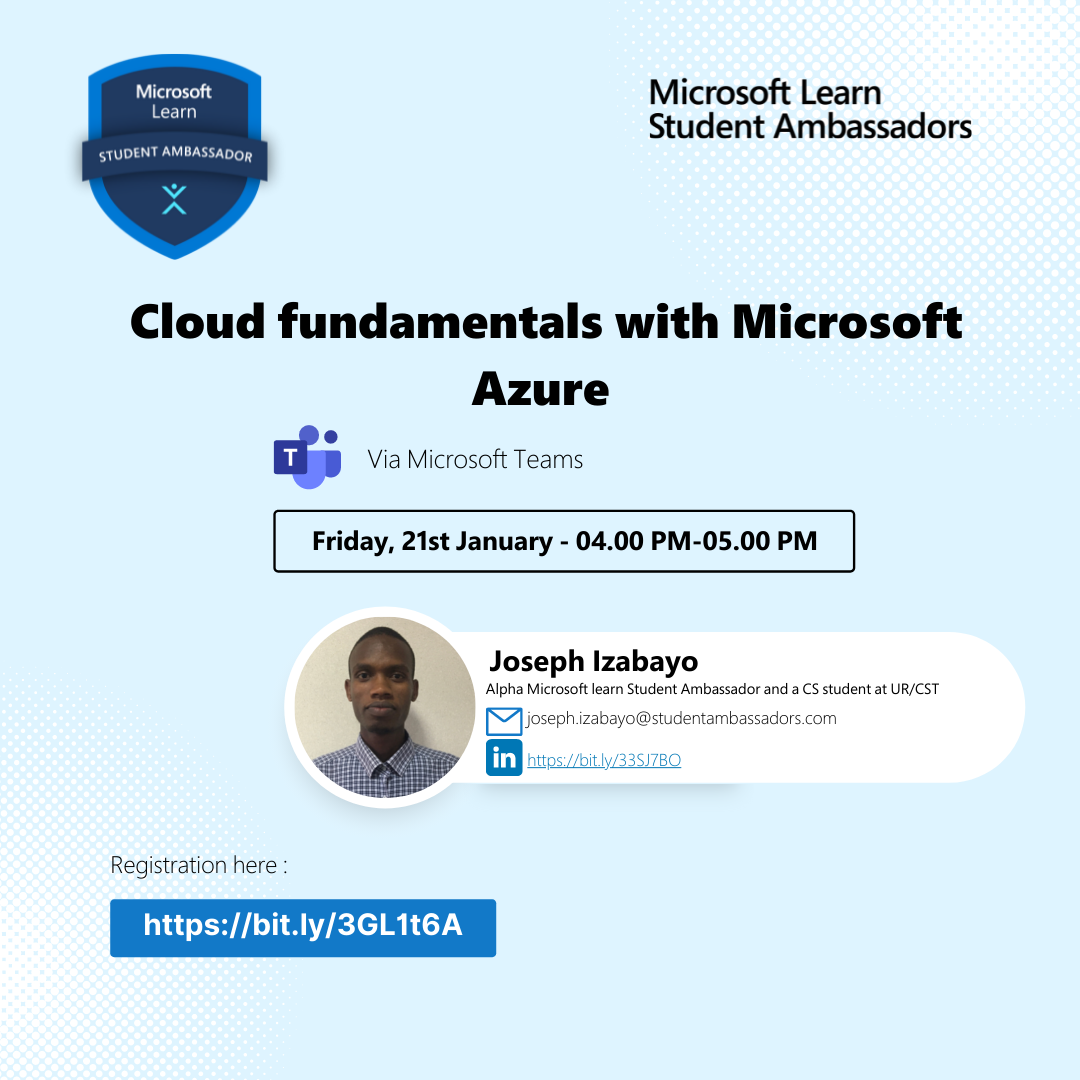 Microsoft
Learn
STUDENT AMBASSADOR
Microsoft Learn
Student Ambassadors
Cloud fundamentals with Microsoft
Azure
T
Via Microsoft Teams
Friday, 21st January - 04.00 PM-05.00 PM
Joseph Izabayo
Alpha Microsoft learn Student Ambassador and a CS student at UR/CST
joseph.izabayo@studentambassadors.com
in
https://bit.ly/33SJ7BO
Registration here :
https://bit.ly/3GL1t6A